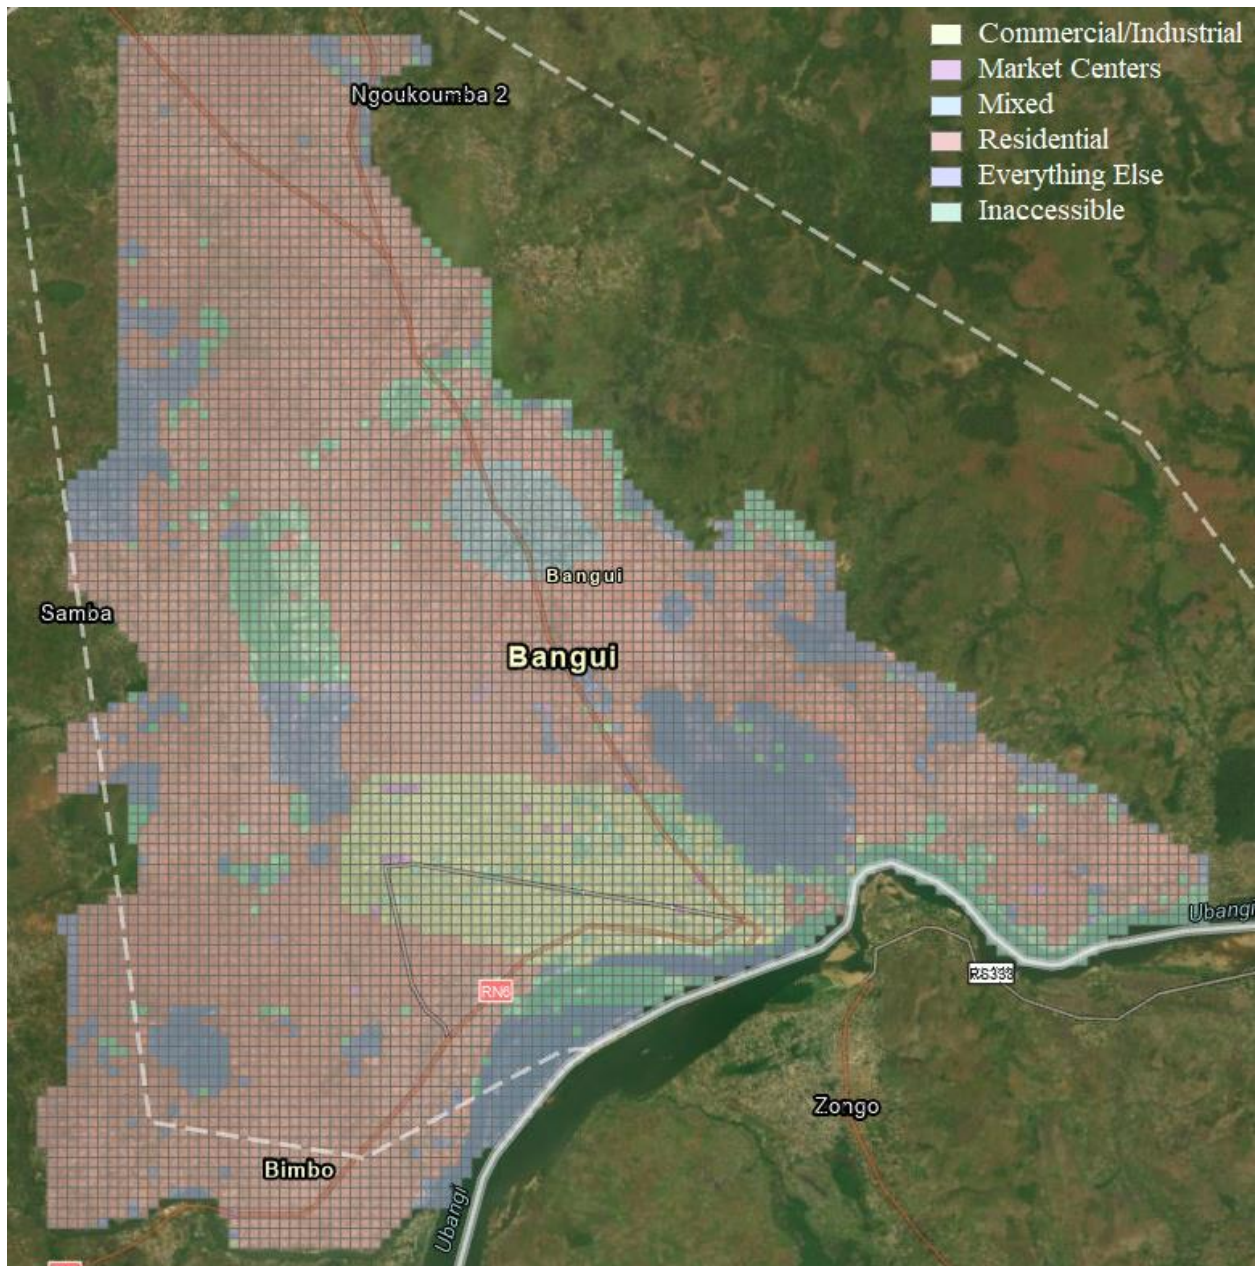 Commercial/Industrial
Market Centers
Mixed
Residential
Everything Else
Inaccessible
Ngoukoumba 2
Bangui
Samba
Bangui
Ubangi
RN6
Zongo
Bimbo
Ubangi